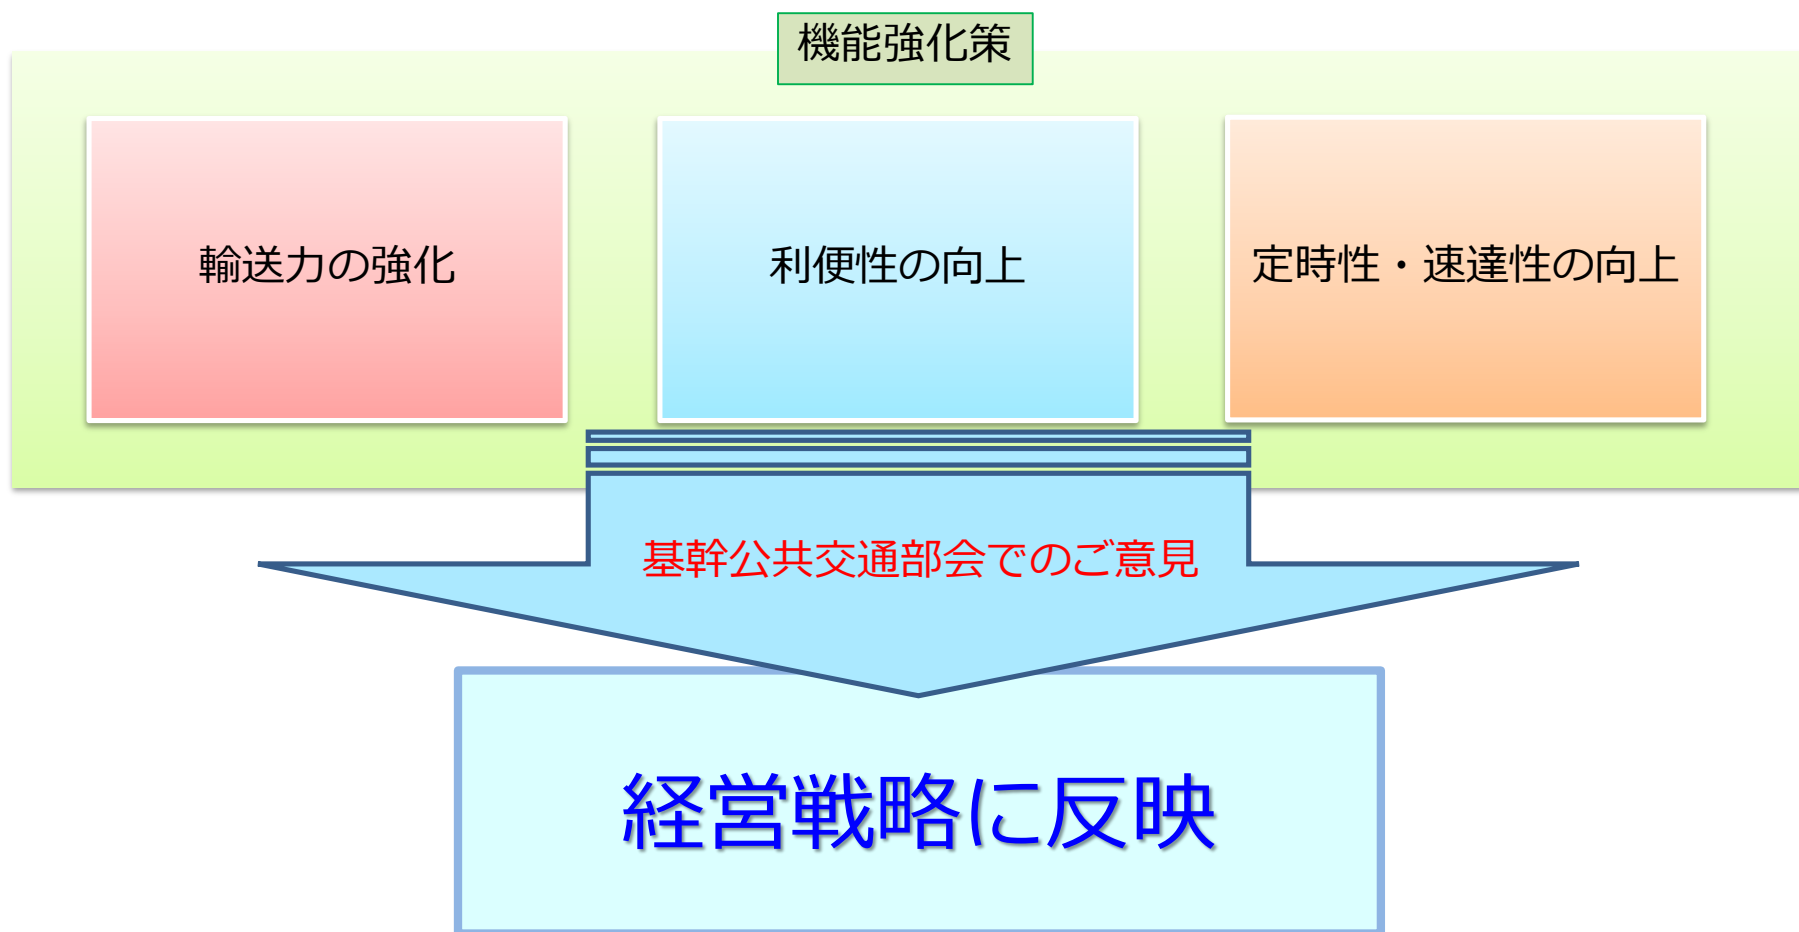 機能強化策
輸送力の強化
利便性の向上
定時性・速達性の向上
基幹公共交通部会でのご意見
経営戦略に反映